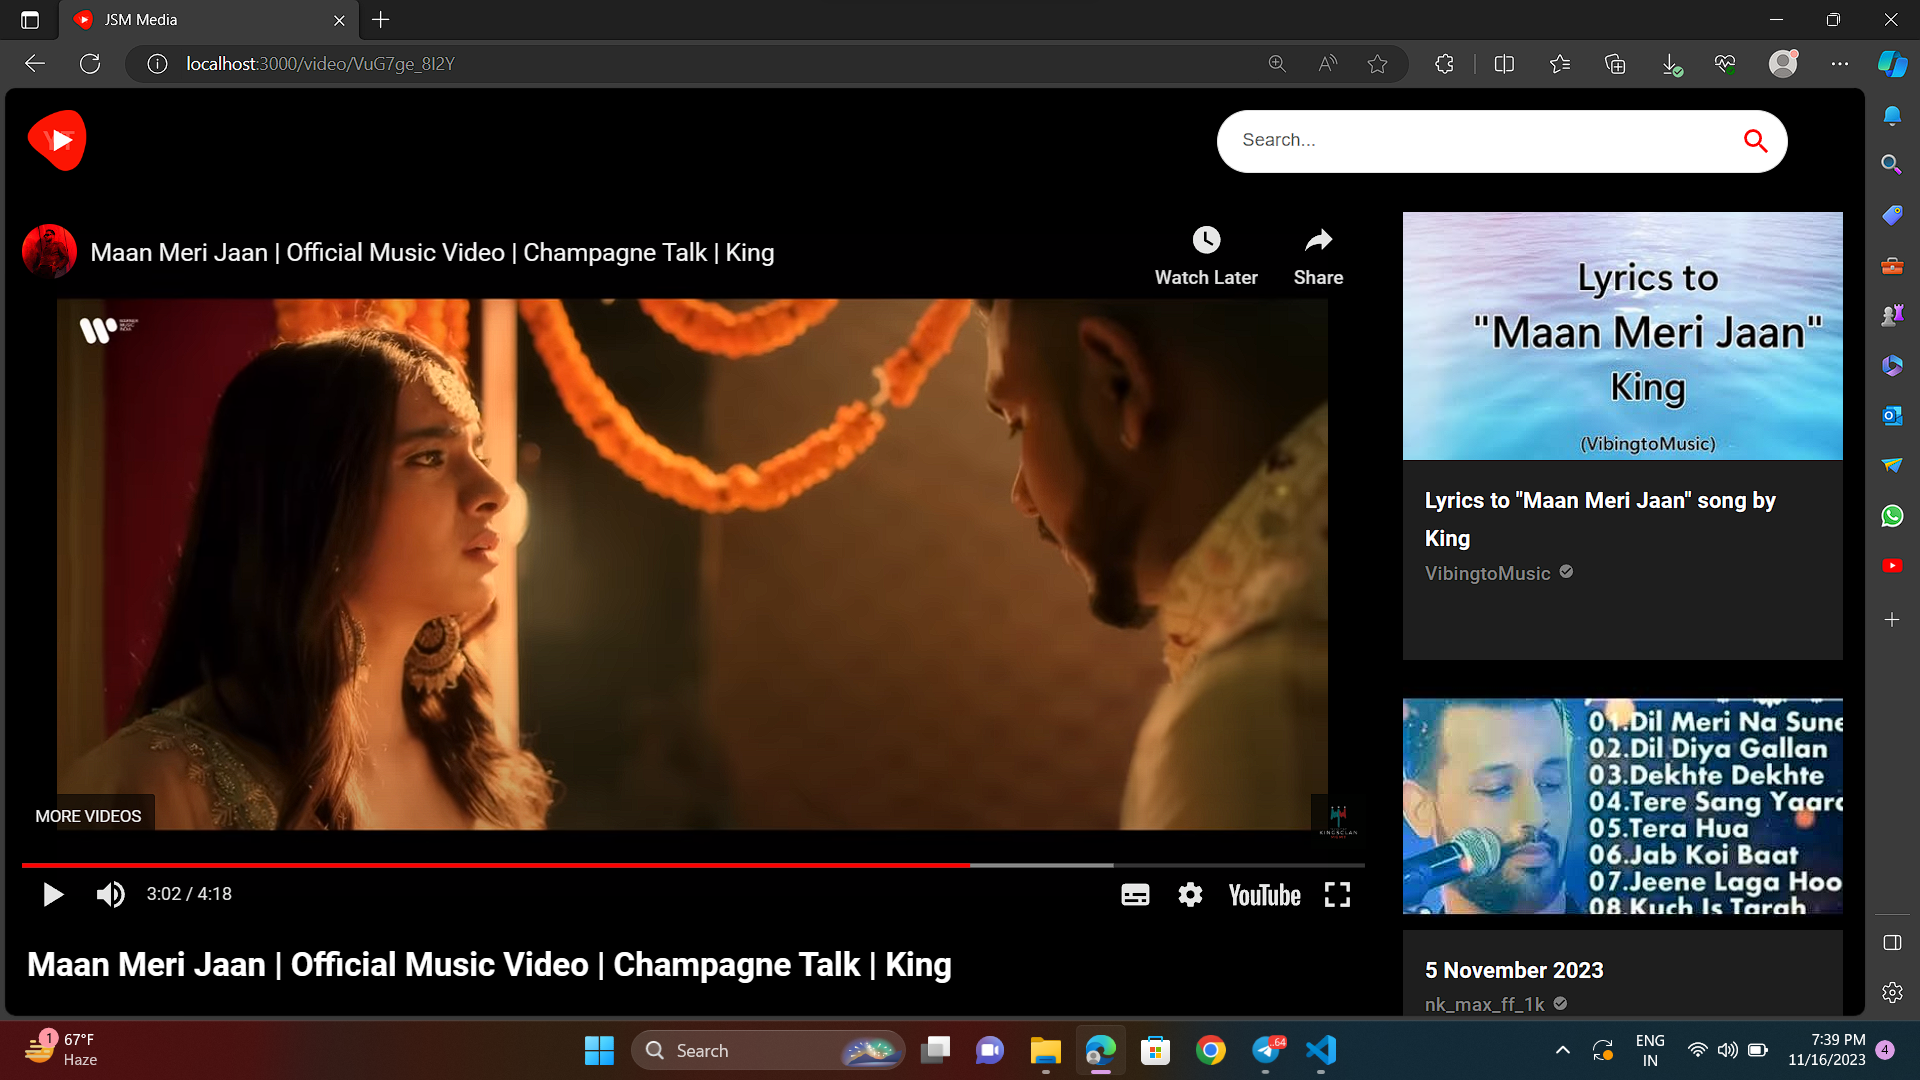 JSM Media
localhost:3000/video/VuG7ge_8I2Y
YT
Search...
Maan Meri Jaan | Official Music Video | Champagne Talk | King
Watch Later
Share
MORE VIDEOS
3:02 / 4:18
YouTube
Maan Meri Jaan | Official Music Video | Champagne Talk | King
Lyrics to
"Maan Meri Jaan"
King
(VibingtoMusic)
Lyrics to "Maan Meri Jaan" song by
King
VibingtoMusic
01.Dil Meri Na Sune
02.Dil Diya Gallan
03.Dekhte Dekhte
04.Tere Sang Yaara
05.Tera Hua
06.Jab Koi Baat
07.Jeene Laga Hoo
08.Kuch Is Tarah
5 November 2023
nk_max_ff_1k
1
67°F
Haze
Search
64
ENG
IN
7:39 PM
11/16/2023
4